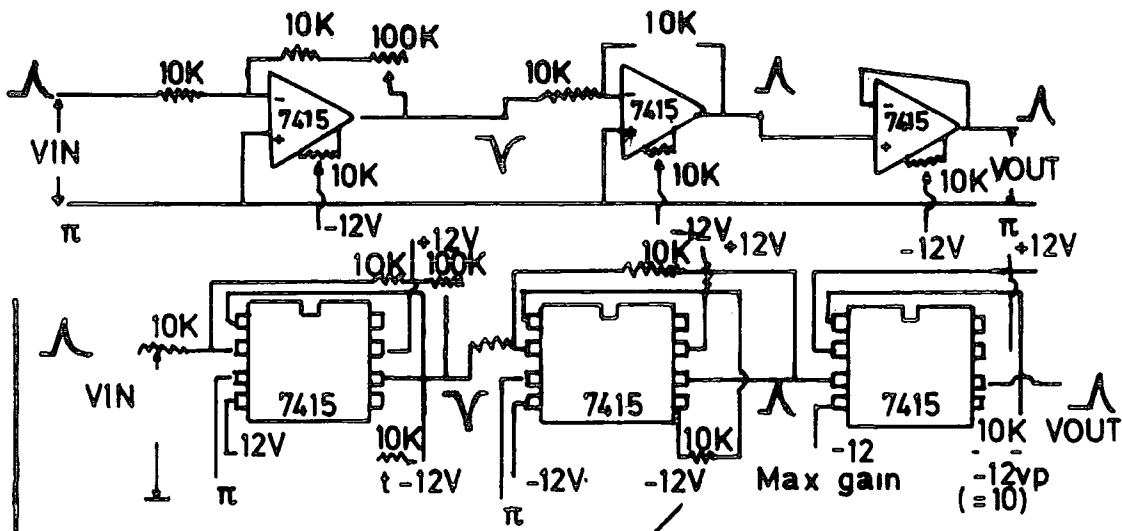 10K 100K 10K
10K 10K
- - -
7415 7415 7415
+ + +
VIN 10K 10K 10K VOUT
π -12V -12V -12V π
+12V +12V +12V
10K 100K 10K
10K
VIN 7415 7415 7415
-12V 10K 10K -12 10K VOUT
π t -12V -12V -12V Max gain -12vp
π (=10)